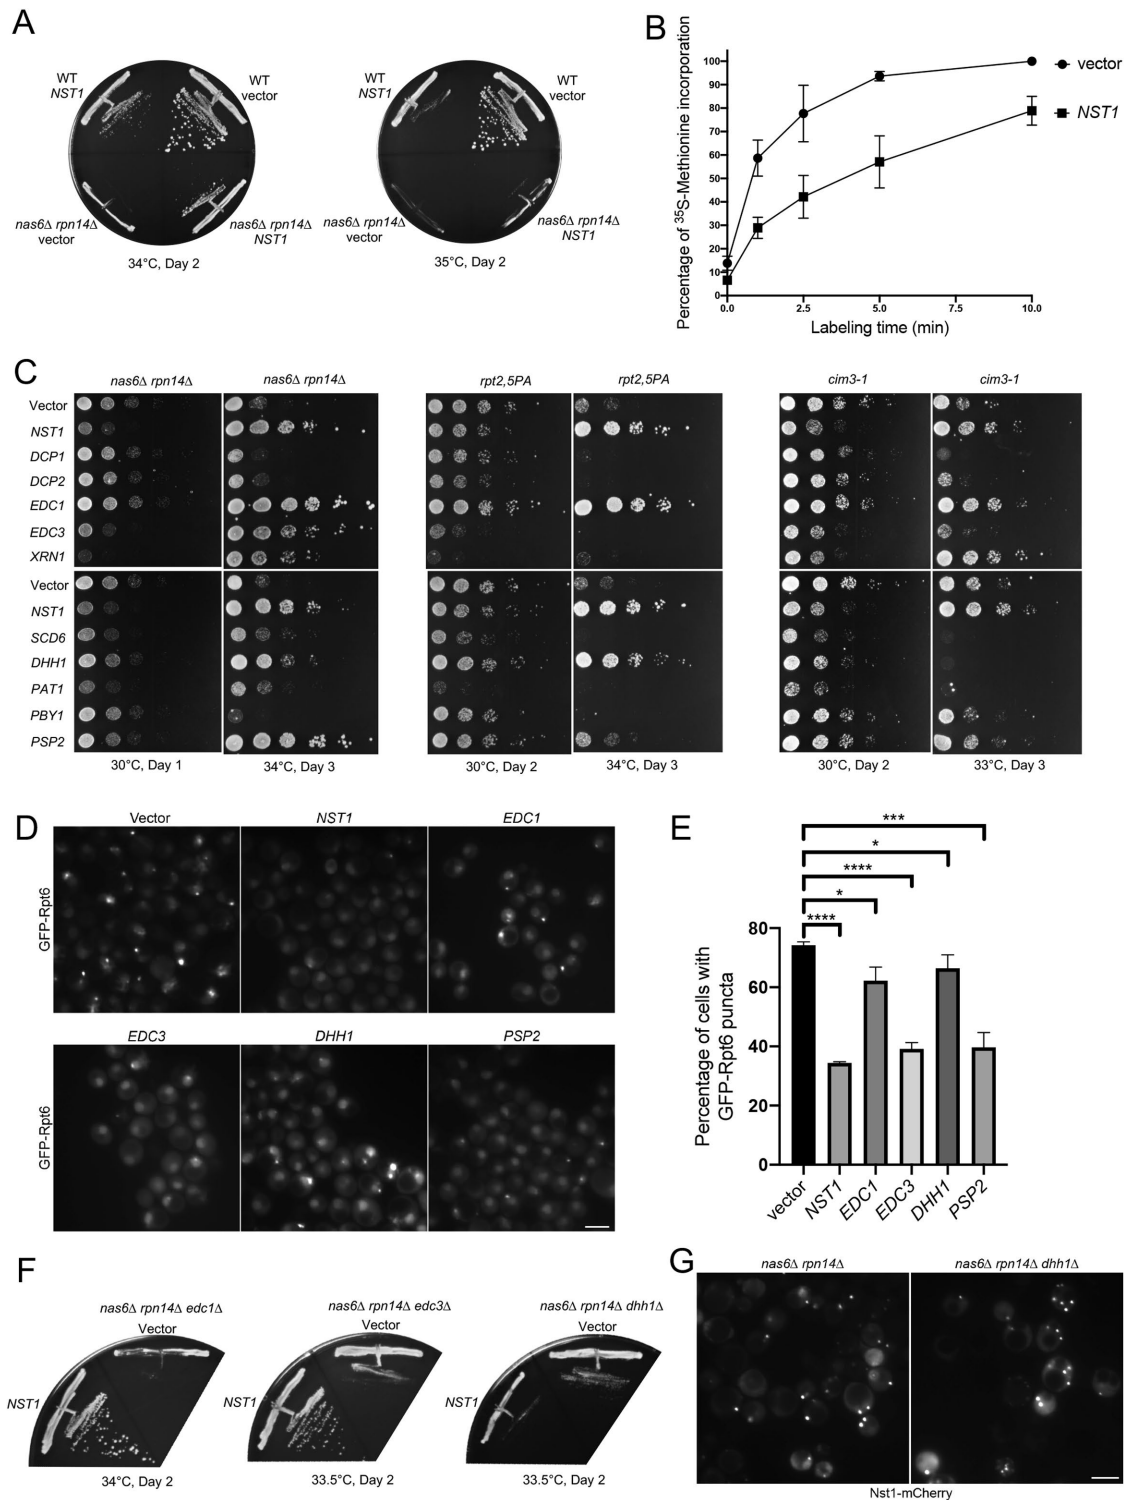 A
WT
NST1
WT
vector
nas6Δ rpn14Δ
vector
nas6Δ rpn14Δ
NST1
34°C, Day 2
WT
NST1
WT
vector
nas6Δ rpn14Δ
vector
nas6Δ rpn14Δ
NST1
35°C, Day 2
B
Percentage of ³⁵S-Methionine incorporation
100
90
80
70
60
50
40
30
20
10
0
0.0
2.5
5.0
7.5
10.0
Labeling time (min)
vector
NST1
C
nas6Δ rpn14Δ
nas6Δ rpn14Δ
rpt2,5PA
rpt2,5PA
cim3-1
cim3-1
Vector
NST1
DCP1
DCP2
EDC1
EDC3
XRN1
Vector
NST1
SCD6
DHH1
PAT1
PBY1
PSP2
30°C, Day 1
34°C, Day 3
30°C, Day 2
34°C, Day 3
30°C, Day 2
33°C, Day 3
D
Vector
NST1
EDC1
GFP-Rpt6
EDC3
DHH1
PSP2
GFP-Rpt6
E
***
*
****
*
****
Percentage of cells with
GFP-Rpt6 puncta
80
60
40
20
0
vector
NST1
EDC1
EDC3
DHH1
PSP2
F
nas6Δ rpn14Δ edc1Δ
Vector
NST1
34°C, Day 2
nas6Δ rpn14Δ edc3Δ
Vector
NST1
33.5°C, Day 2
nas6Δ rpn14Δ dhh1Δ
Vector
NST1
33.5°C, Day 2
G
nas6Δ rpn14Δ
nas6Δ rpn14Δ dhh1Δ
Nst1-mCherry